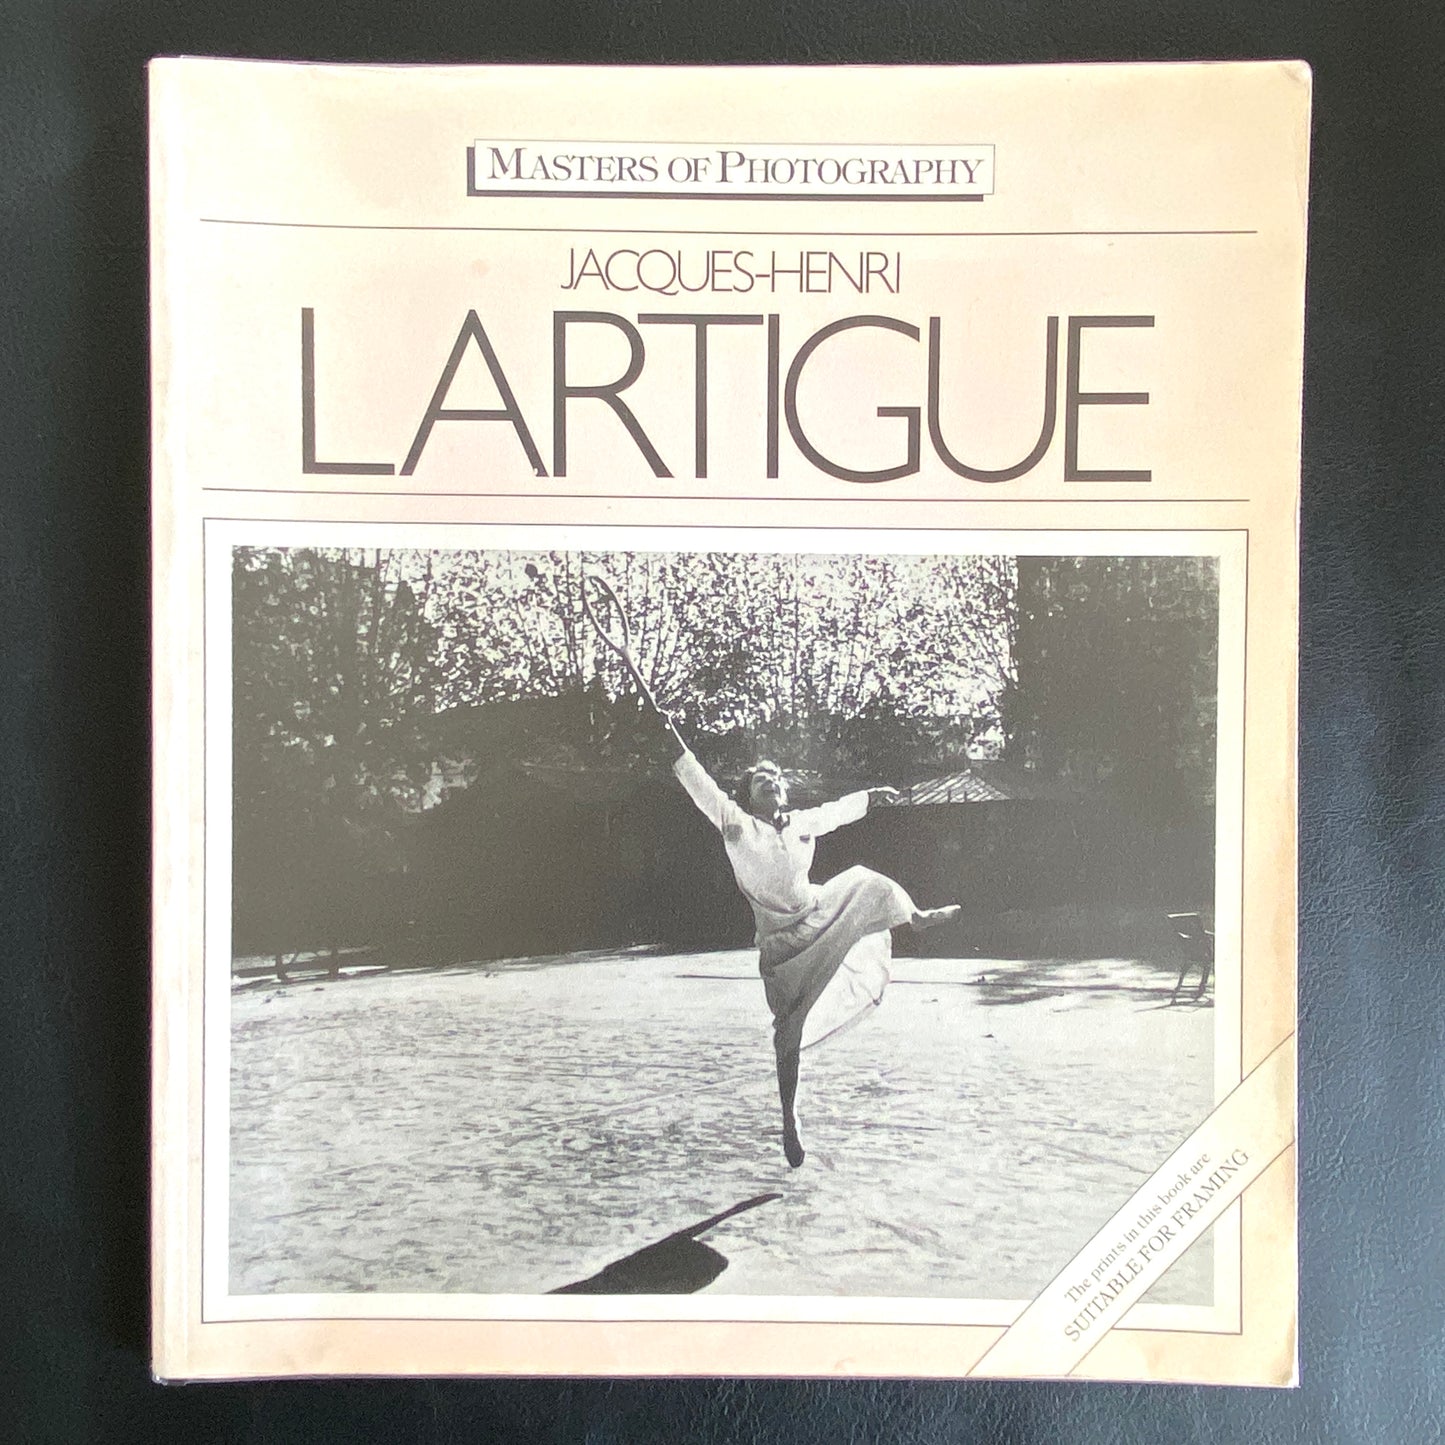 MASTERS OF PHOTOGRAPHY
JACQUES-HENRI
LARTIGUE
The prints in this book are
SUITABLE FOR FRAMING